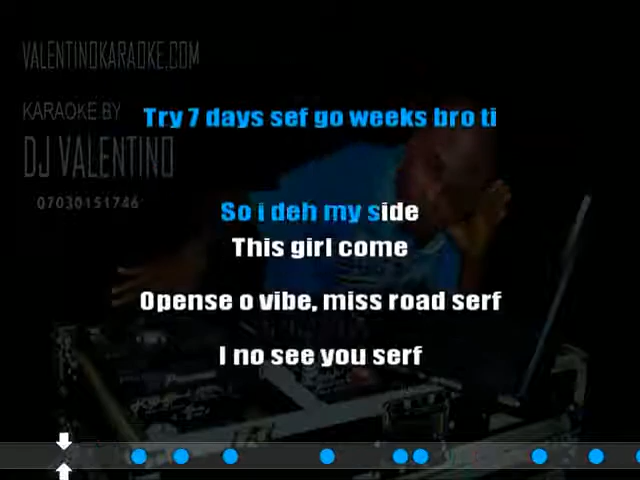 VALENTINOKARAOKE.COM
KARAOKE BY
DJ VALENTINO
07030151746
Try 7 days sef go weeks bro ti
So i deh my side
This girl come
Opense o vibe, miss road serf
I no see you serf